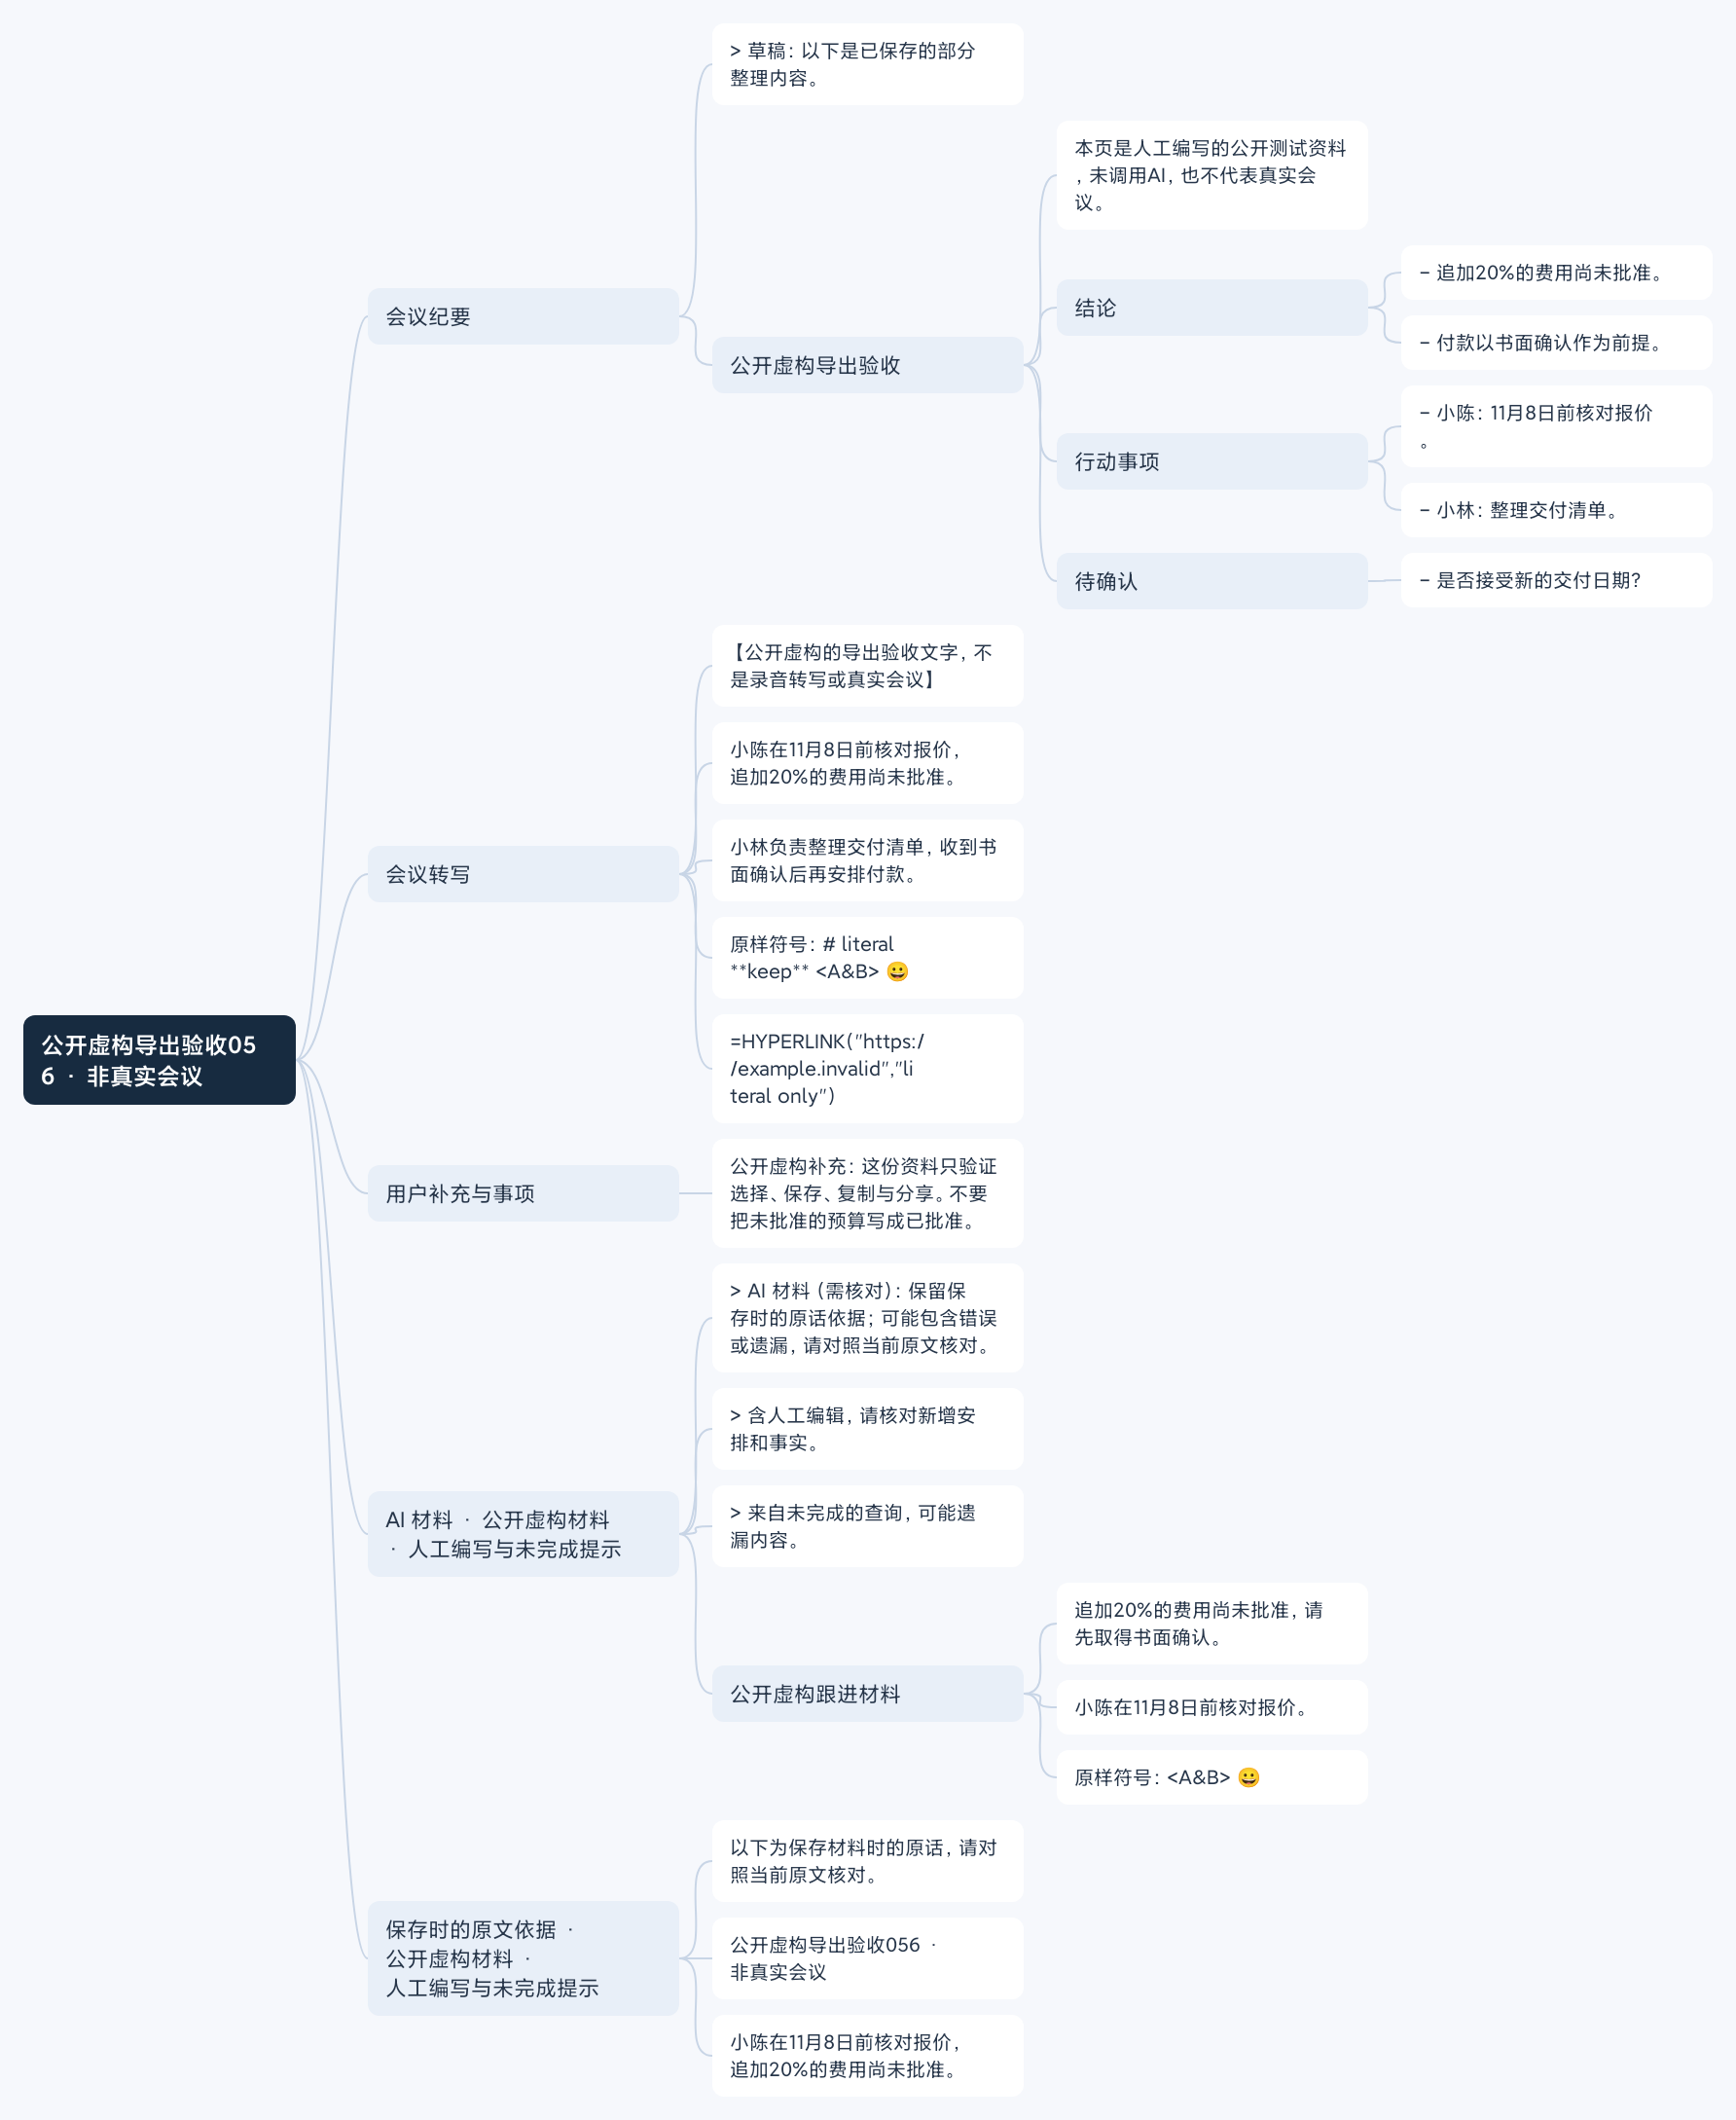 公开虚构导出验收05
6 · 非真实会议
会议纪要
> 草稿：以下是已保存的部分
整理内容。
公开虚构导出验收
本页是人工编写的公开测试资料
，未调用AI，也不代表真实会
议。
结论
- 追加20%的费用尚未批准。
- 付款以书面确认作为前提。
行动事项
- 小陈：11月8日前核对报价
。
- 小林：整理交付清单。
待确认
- 是否接受新的交付日期？
会议转写
【公开虚构的导出验收文字，不
是录音转写或真实会议】
小陈在11月8日前核对报价，
追加20%的费用尚未批准。
小林负责整理交付清单，收到书
面确认后再安排付款。
原样符号：# literal
**keep** <A&B> 😀
=HYPERLINK("https:/
/example.invalid","li
teral only")
用户补充与事项
公开虚构补充：这份资料只验证
选择、保存、复制与分享。不要
把未批准的预算写成已批准。
AI 材料 · 公开虚构材料
· 人工编写与未完成提示
> AI 材料（需核对）：保留保
存时的原话依据；可能包含错误
或遗漏，请对照当前原文核对。
> 含人工编辑，请核对新增安
排和事实。
> 来自未完成的查询，可能遗
漏内容。
公开虚构跟进材料
追加20%的费用尚未批准，请
先取得书面确认。
小陈在11月8日前核对报价。
原样符号：<A&B> 😀
保存时的原文依据 ·
公开虚构材料 ·
人工编写与未完成提示
以下为保存材料时的原话，请对
照当前原文核对。
公开虚构导出验收056 ·
非真实会议
小陈在11月8日前核对报价，
追加20%的费用尚未批准。